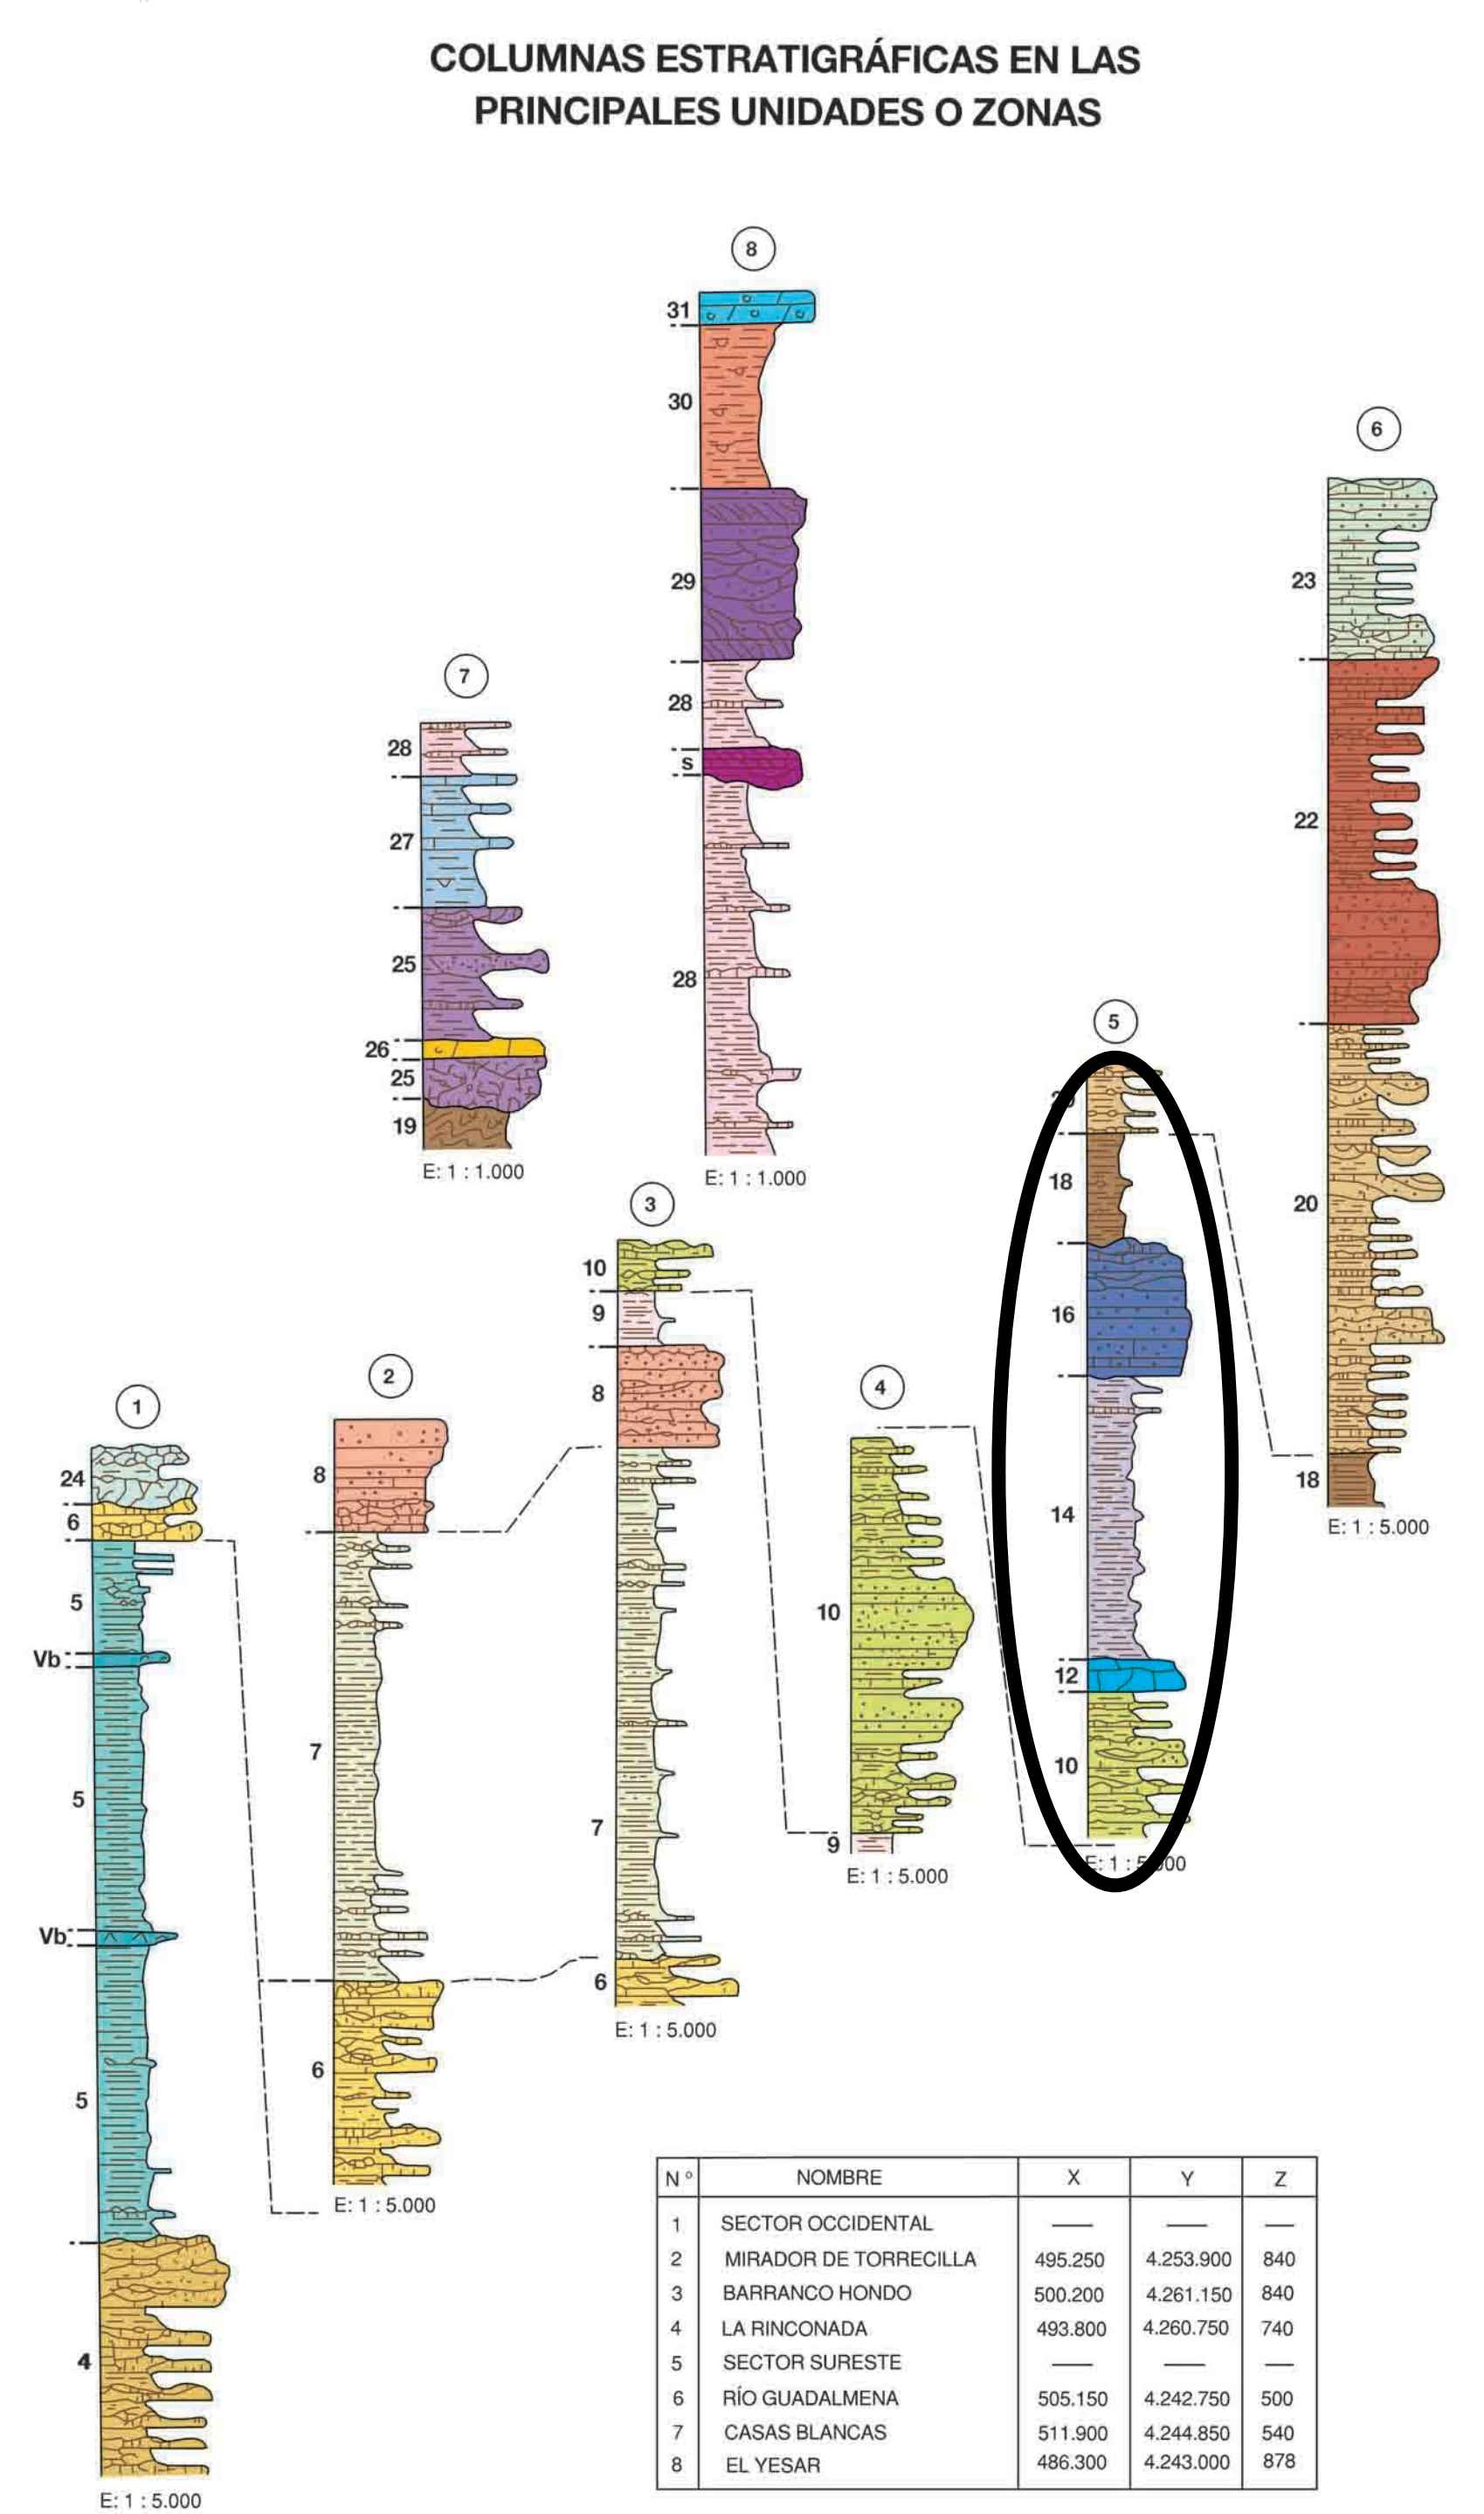 COLUMNAS ESTRATIGRÁFICAS EN LAS
PRINCIPALES UNIDADES O ZONAS
8
31
30
29
28
s
28
E: 1 : 1.000
6
23
22
20
18
E: 1 : 5.000
7
28
27
25
26
25
19
E: 1 : 1.000
5
18
16
14
12
10
3
10
9
8
7
6
E: 1 : 5.000
4
10
9
E: 1 : 5.000
2
8
7
6
E: 1 : 5.000
1
24
6
5
Vb
5
Vb
5
4
E: 1 : 5.000
Nº NOMBRE X Y Z
1 SECTOR OCCIDENTAL — — —
2 MIRADOR DE TORRECILLA 495.250 4.253.900 840
3 BARRANCO HONDO 500.200 4.261.150 840
4 LA RINCONADA 493.800 4.260.750 740
5 SECTOR SURESTE — — —
6 RÍO GUADALMENA 505.150 4.242.750 500
7 CASAS BLANCAS 511.900 4.244.850 540
8 EL YESAR 486.300 4.243.000 878